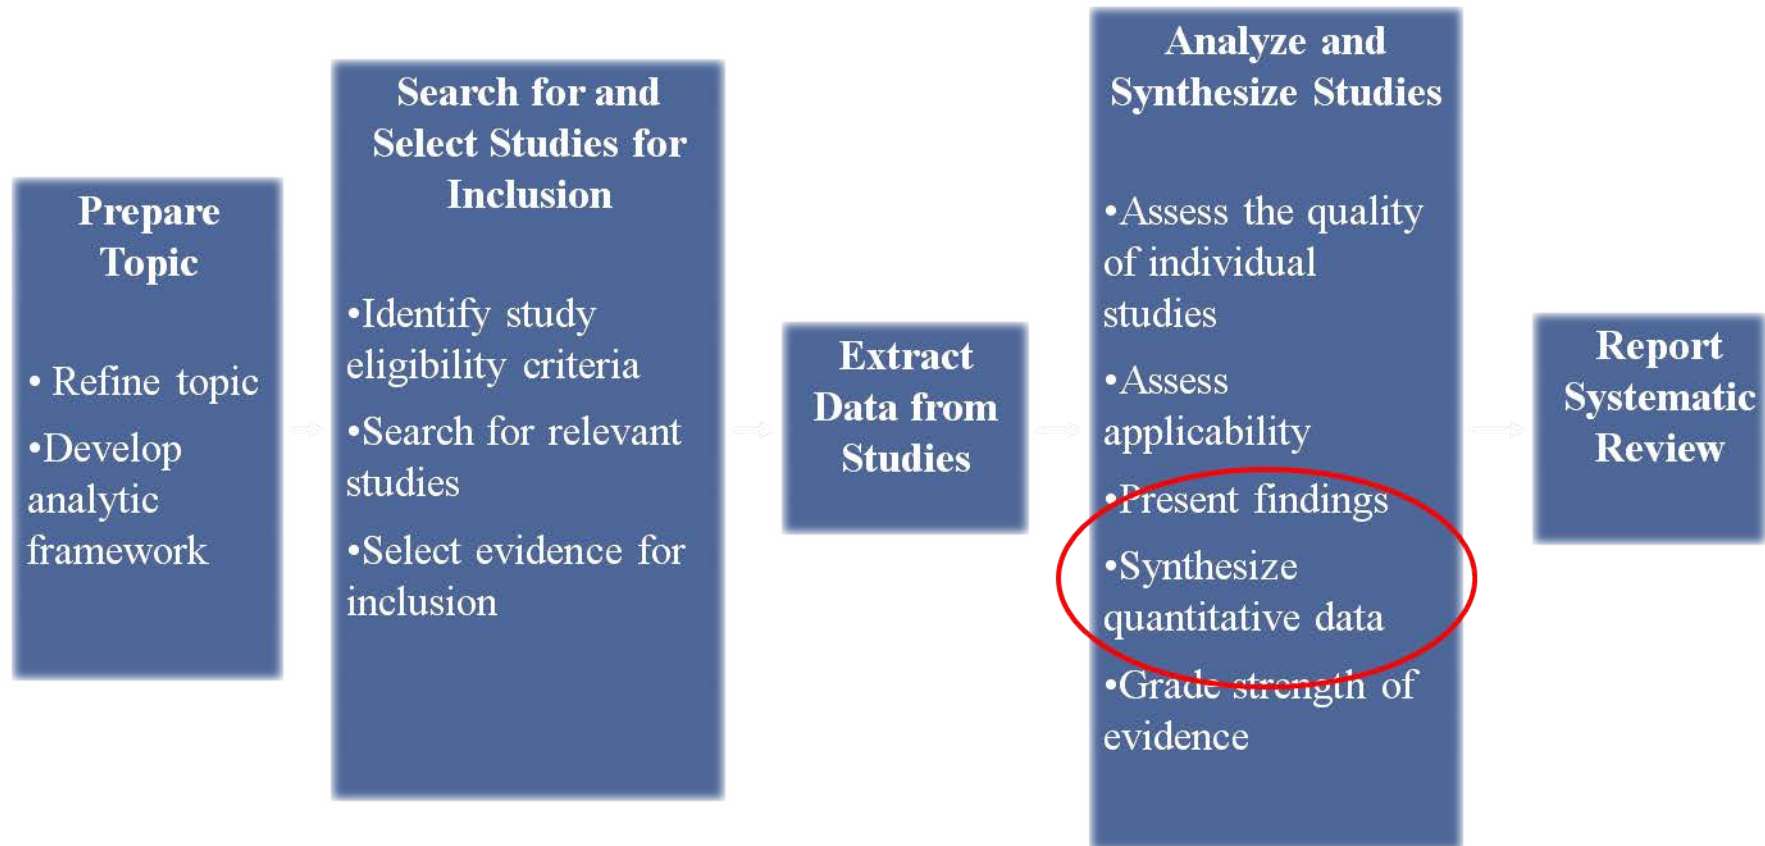 Prepare
Topic
• Refine topic
•Develop
analytic
framework
Search for and
Select Studies for
Inclusion
•Identify study
eligibility criteria
•Search for relevant
studies
•Select evidence for
inclusion
Extract
Data from
Studies
Analyze and
Synthesize Studies
•Assess the quality
of individual
studies
•Assess
applicability
•Present findings
•Synthesize
quantitative data
•Grade strength of
evidence
Report
Systematic
Review